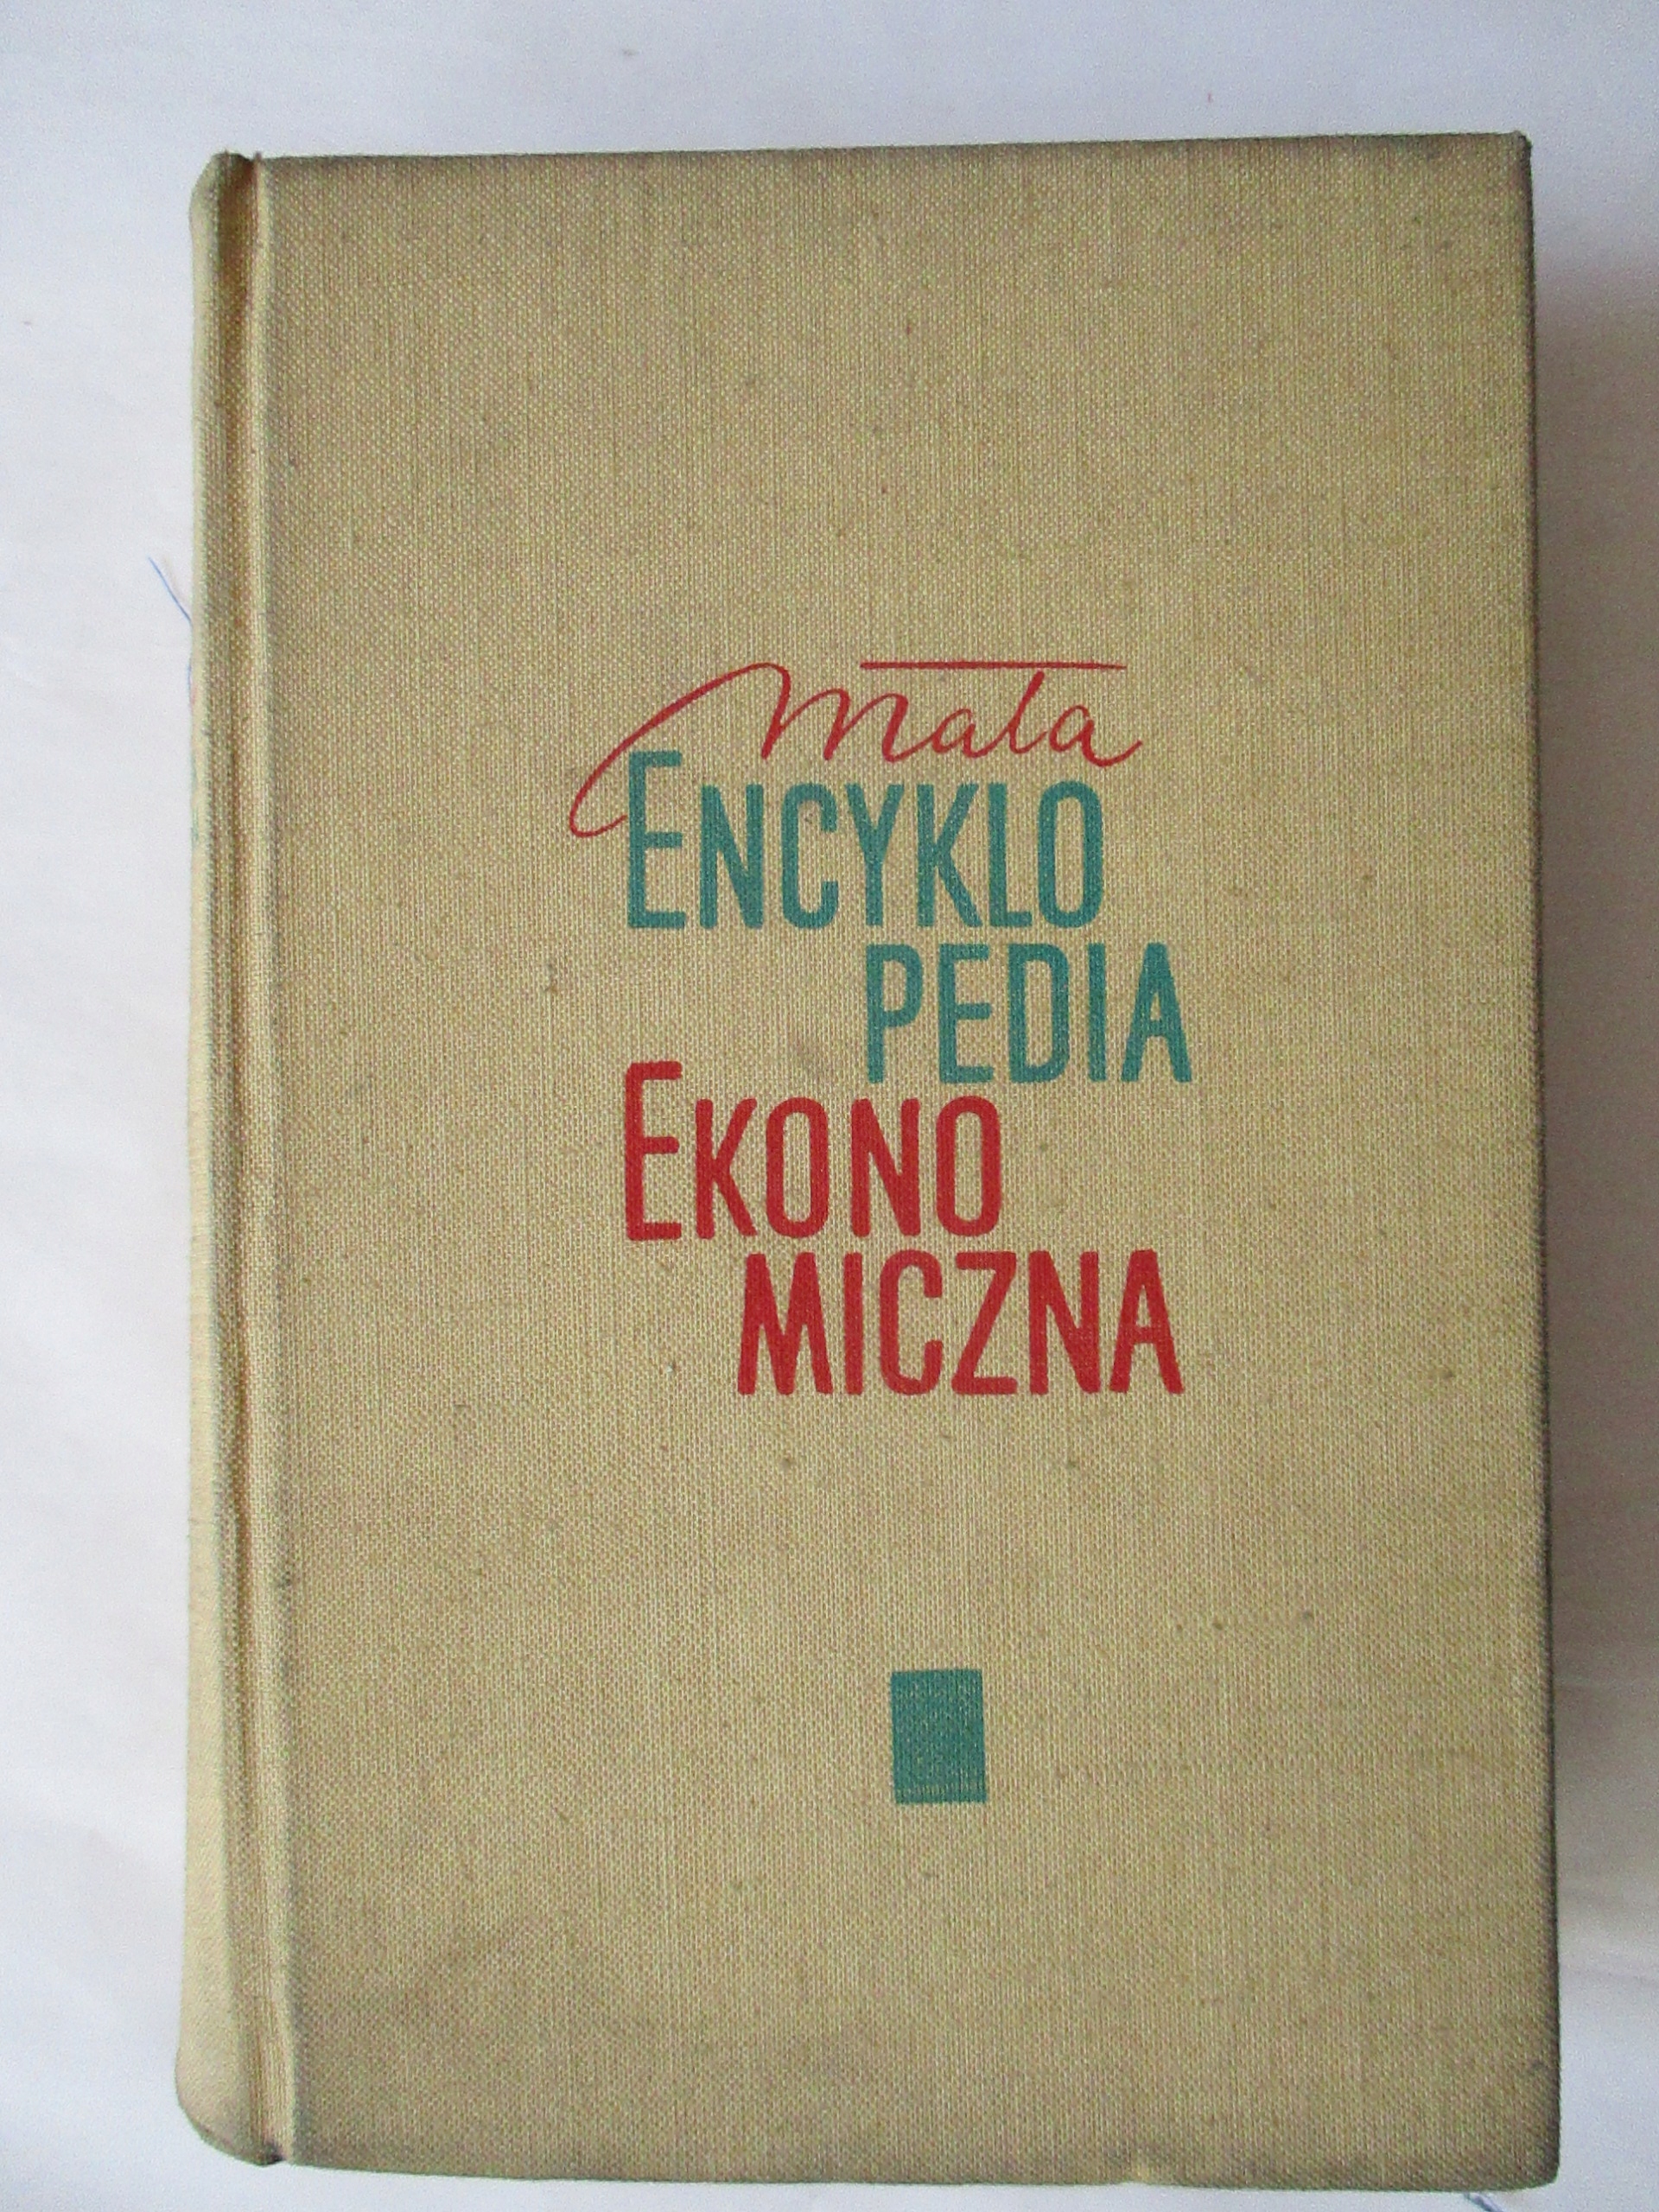 Mała
ENCYKLO
PEDIA
EKONO
MICZNA